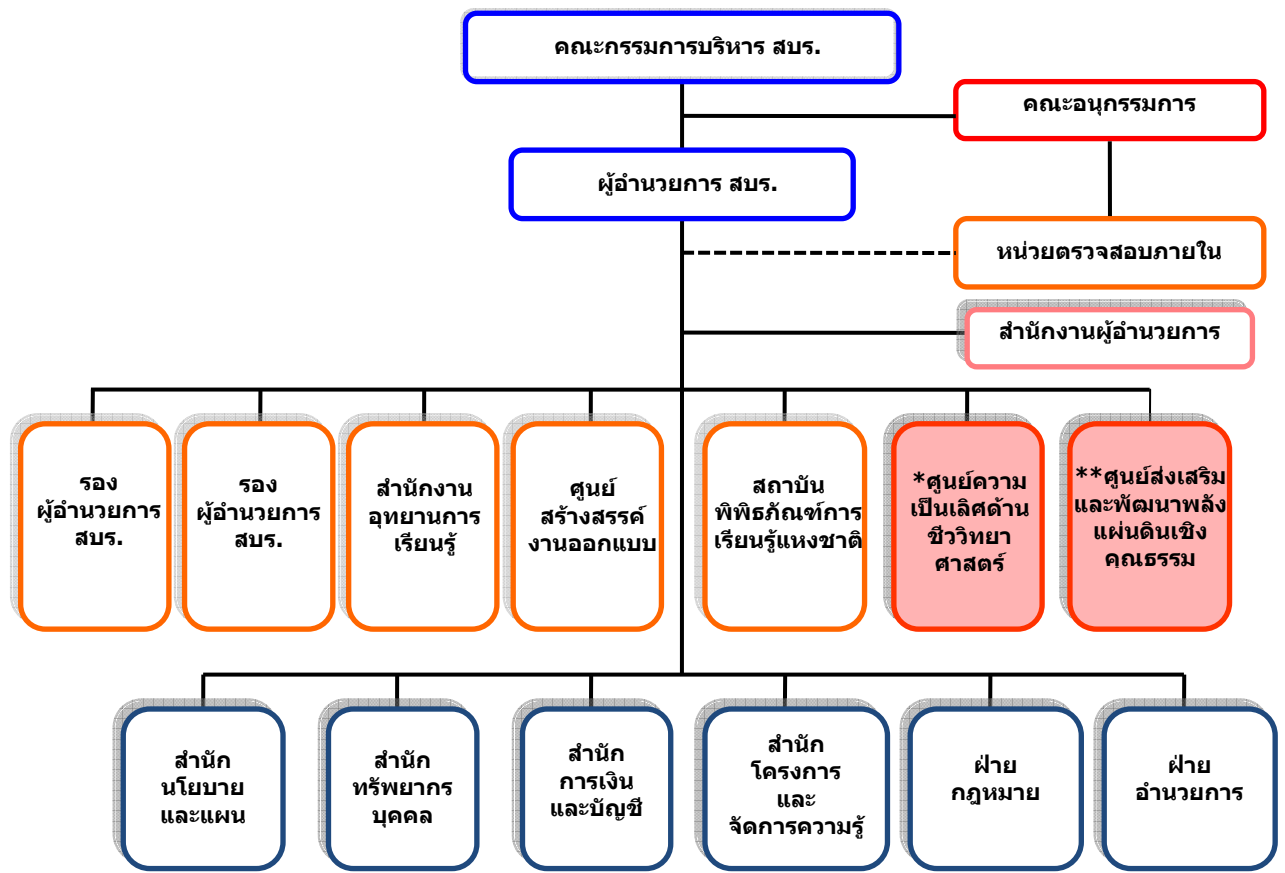 คณะกรรมการบริหาร สบร.
คณะอนุกรรมการ
ผู้อำนวยการ สบร.
หน่วยตรวจสอบภายใน
สำนักงานผู้อำนวยการ
รอง
ผู้อำนวยการ
สบร.
รอง
ผู้อำนวยการ
สบร.
สำนักงาน
อุทยานการ
เรียนรู้
ศูนย์
สร้างสรรค์
งานออกแบบ
สถาบัน
พิพิธภัณฑ์การ
เรียนรู้แหงชาติ
*ศูนย์ความ
เป็นเลิศด้าน
ชีววิทยา
ศาสตร์
**ศูนย์ส่งเสริม
และพัฒนาพลัง
แผ่นดินเชิง
คุณธรรม
สำนัก
นโยบาย
และแผน
สำนัก
ทรัพยากร
บุคคล
สำนัก
การเงิน
และบัญชี
สำนัก
โครงการ
และ
จัดการความรู้
ฝ่าย
กฎหมาย
ฝ่าย
อำนวยการ